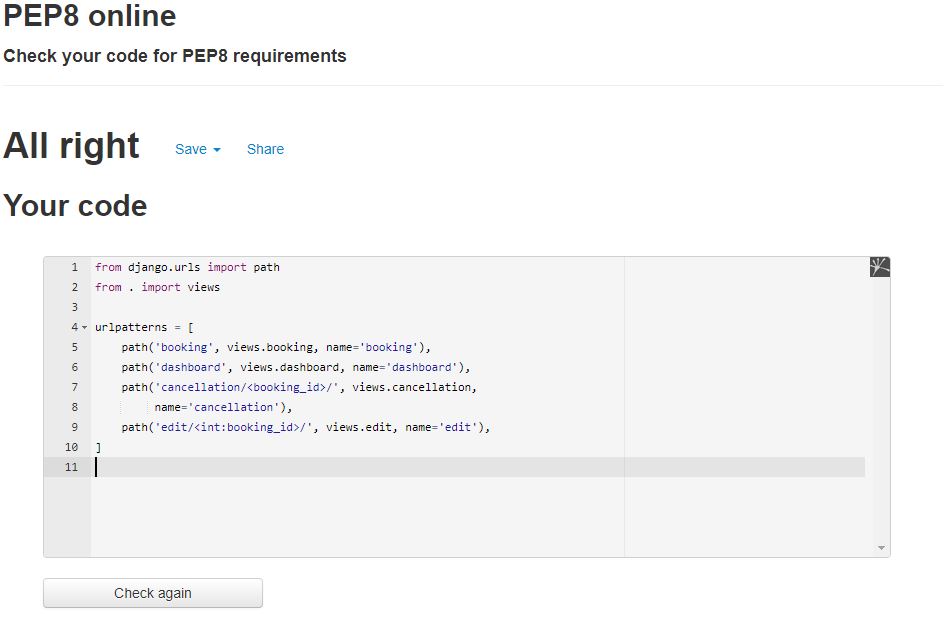 PEP8 online
Check your code for PEP8 requirements
All right Save Share
Your code
1 from django.urls import path
2 from . import views
3
4 urlpatterns = [
5     path('booking', views.booking, name='booking'),
6     path('dashboard', views.dashboard, name='dashboard'),
7     path('cancellation/<booking_id>/', views.cancellation,
8          name='cancellation'),
9     path('edit/<int:booking_id>/', views.edit, name='edit'),
10 ]
11
Check again